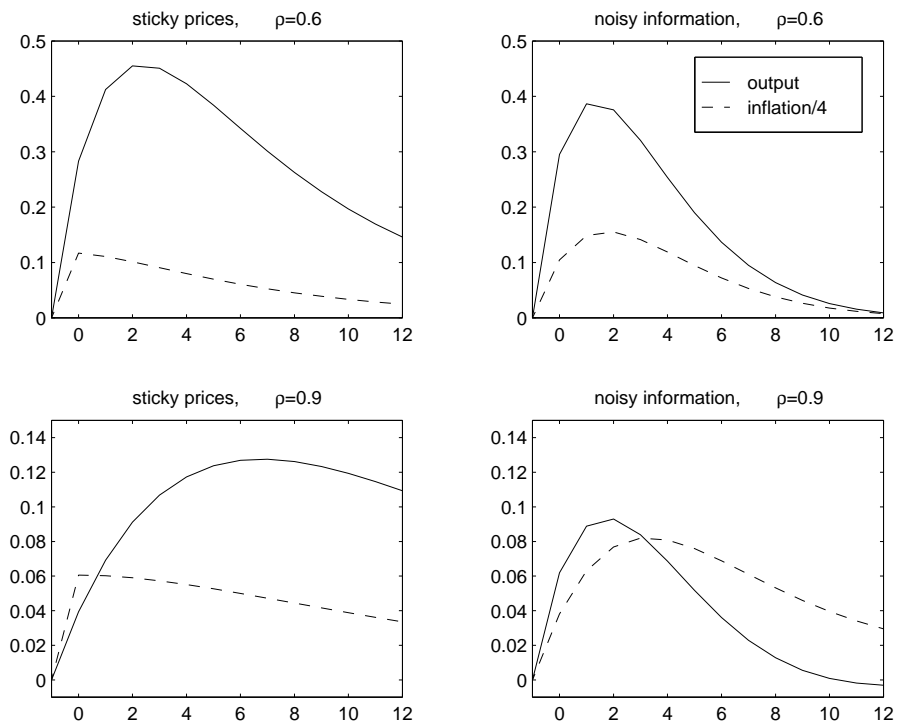 sticky prices, ρ=0.6
0.5
0.4
0.3
0.2
0.1
0
0 2 4 6 8 10 12
noisy information, ρ=0.6
output
inflation/4
0.5
0.4
0.3
0.2
0.1
0
0 2 4 6 8 10 12
sticky prices, ρ=0.9
0.14
0.12
0.1
0.08
0.06
0.04
0.02
0
0 2 4 6 8 10 12
noisy information, ρ=0.9
0.14
0.12
0.1
0.08
0.06
0.04
0.02
0
0 2 4 6 8 10 12